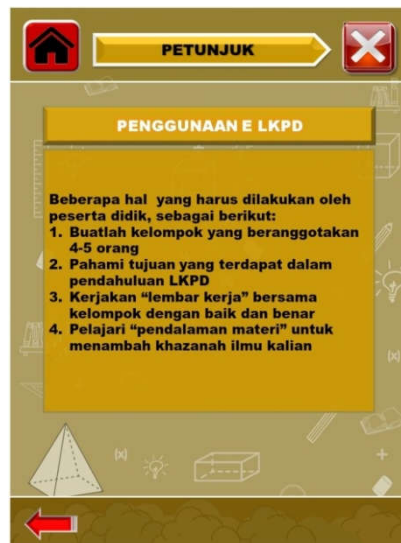 PETUNJUK
PENGGUNAAN E LKPD
Beberapa hal yang harus dilakukan oleh
peserta didik, sebagai berikut:
1. Buatlah kelompok yang beranggotakan
4-5 orang
2. Pahami tujuan yang terdapat dalam
pendahuluan LKPD
3. Kerjakan “lembar kerja” bersama
kelompok dengan baik dan benar
4. Pelajari “pendalaman materi” untuk
menambah khazanah ilmu kalian